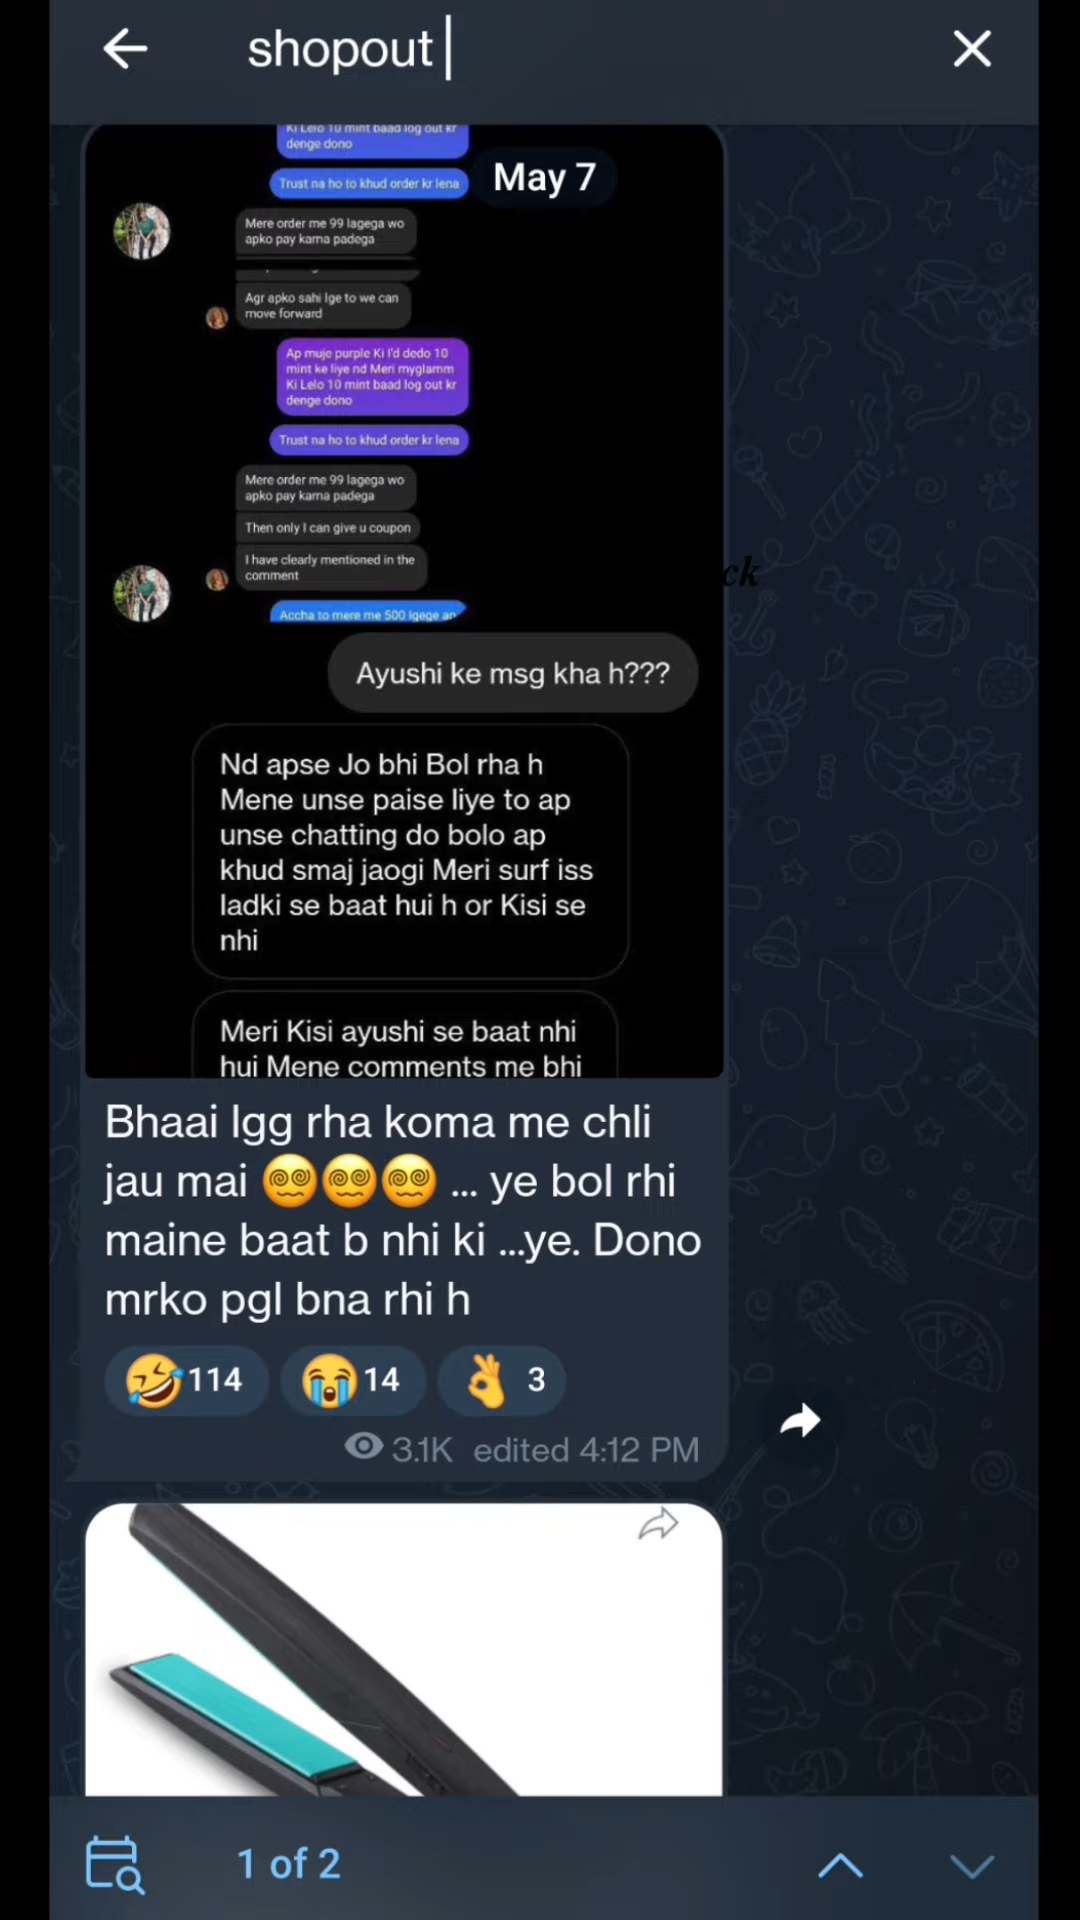 shopout
Ki Lelo 10 mint baad log out kr
denge dono
May 7
Trust na ho to khud order kr lena
Mere order me 99 lagega wo
apko pay karna padega
Agr apko sahi lge to we can
move forward
Ap muje purple Ki I'd dedo 10
mint ke liye nd Meri myglamm
Ki Lelo 10 mint baad log out kr
denge dono
Trust na ho to khud order kr lena
Mere order me 99 lagega wo
apko pay karna padega
Then only I can give u coupon
I have clearly mentioned in the
comment
ck
Accha to mere me 500 lgege ap
Ayushi ke msg kha h???
Nd apse Jo bhi Bol rha h
Mene unse paise liye to ap
unse chatting do bolo ap
khud smaj jaogi Meri surf iss
ladki se baat hui h or Kisi se
nhi
Meri Kisi ayushi se baat nhi
hui Mene comments me bhi
Bhaai lgg rha koma me chli
jau mai 😵‍💫😵‍💫😵‍💫 ... ye bol rhi
maine baat b nhi ki ...ye. Dono
mrko pgl bna rhi h
🤣 114 😭 14 👌 3
3.1K edited 4:12 PM
1 of 2